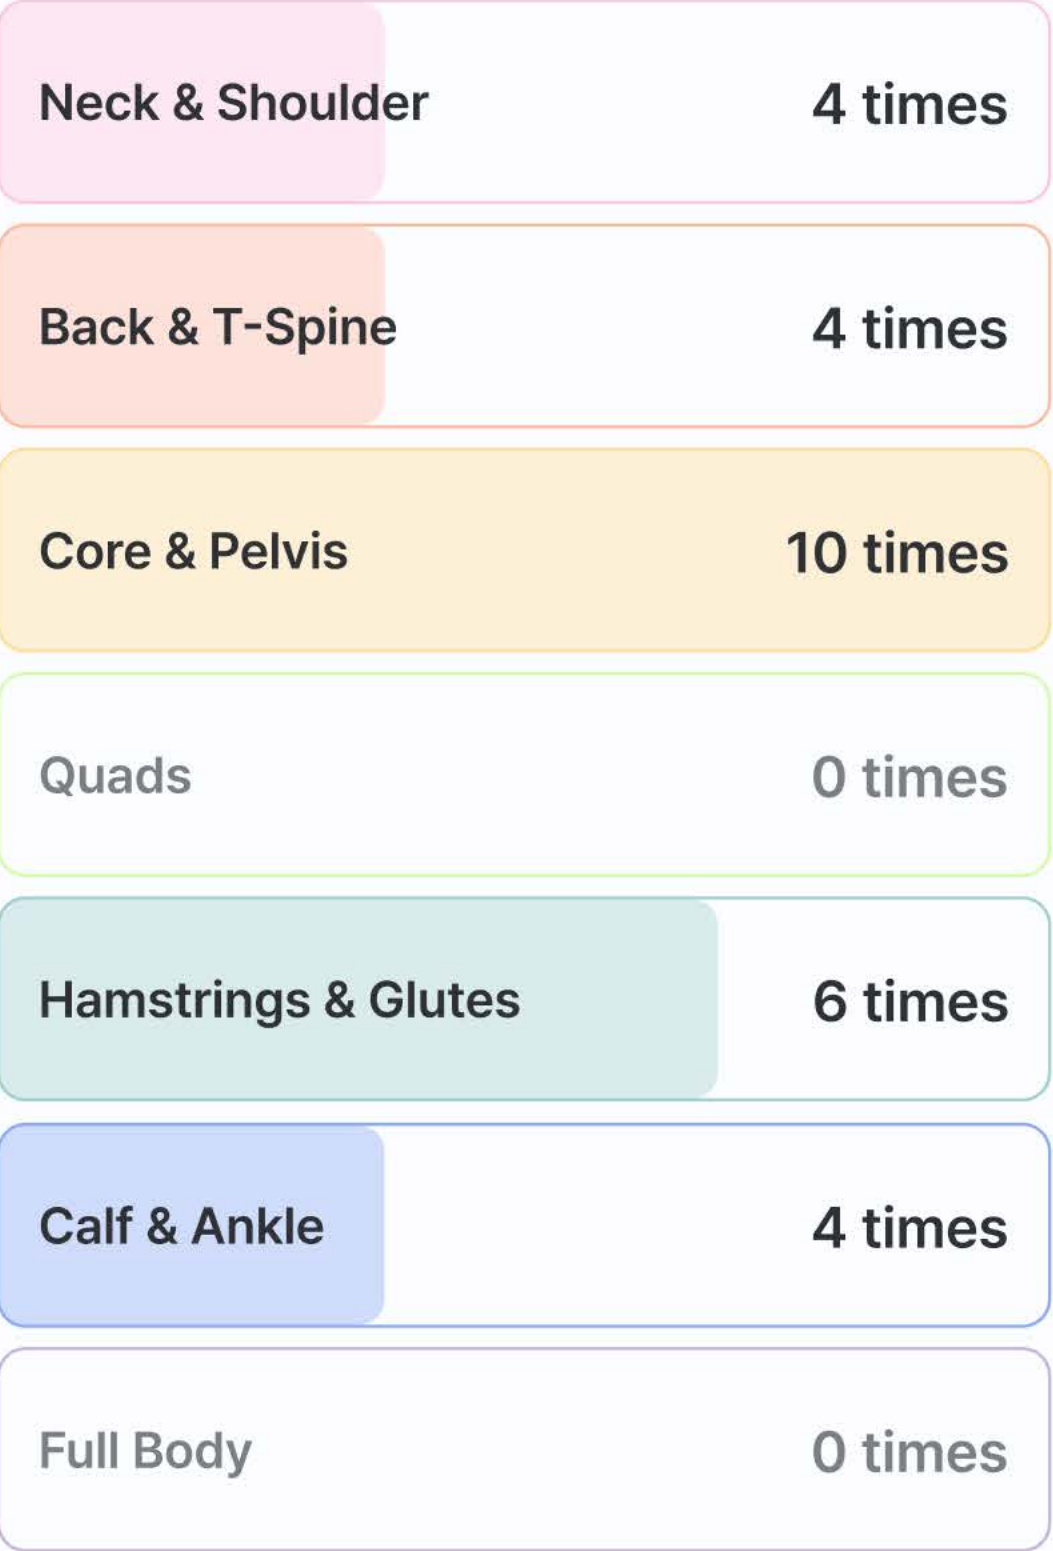 Neck & Shoulder 4 times
Back & T-Spine 4 times
Core & Pelvis 10 times
Quads 0 times
Hamstrings & Glutes 6 times
Calf & Ankle 4 times
Full Body 0 times